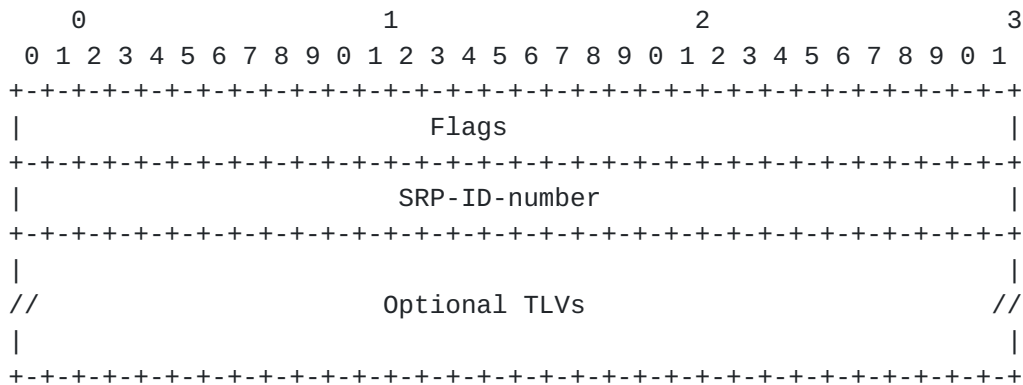 0                   1                   2                   3
 0 1 2 3 4 5 6 7 8 9 0 1 2 3 4 5 6 7 8 9 0 1 2 3 4 5 6 7 8 9 0 1
+-+-+-+-+-+-+-+-+-+-+-+-+-+-+-+-+-+-+-+-+-+-+-+-+-+-+-+-+-+-+-+-+
|                          Flags                                |
+-+-+-+-+-+-+-+-+-+-+-+-+-+-+-+-+-+-+-+-+-+-+-+-+-+-+-+-+-+-+-+-+
|                        SRP-ID-number                          |
+-+-+-+-+-+-+-+-+-+-+-+-+-+-+-+-+-+-+-+-+-+-+-+-+-+-+-+-+-+-+-+-+
|                                                               |
//                      Optional TLVs                          //
|                                                               |
+-+-+-+-+-+-+-+-+-+-+-+-+-+-+-+-+-+-+-+-+-+-+-+-+-+-+-+-+-+-+-+-+